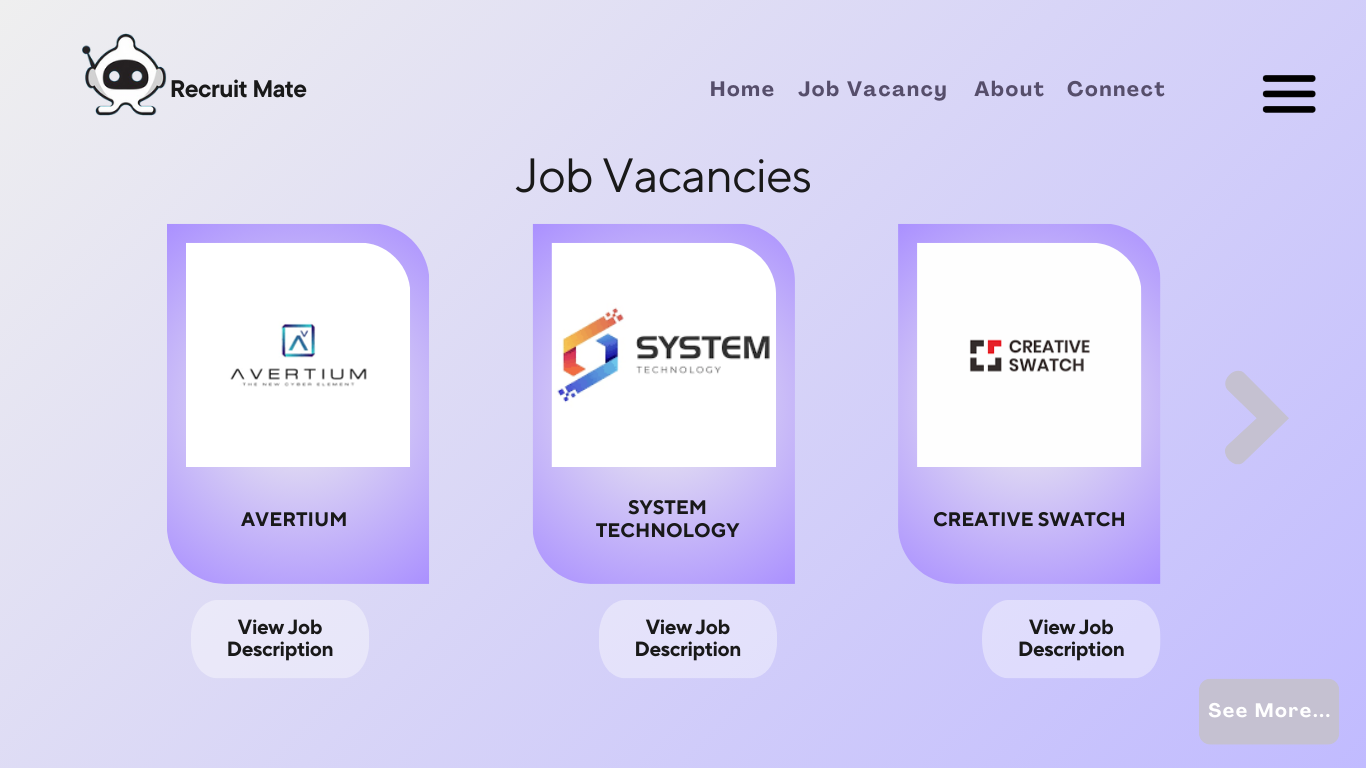 Recruit Mate
Home Job Vacancy About Connect
Job Vacancies
AVERTIUM
THE NEW CYBER ELEMENT
SYSTEM
TECHNOLOGY
CREATIVE
SWATCH
AVERTIUM
SYSTEM
TECHNOLOGY
CREATIVE SWATCH
View Job
Description
View Job
Description
View Job
Description
See More...